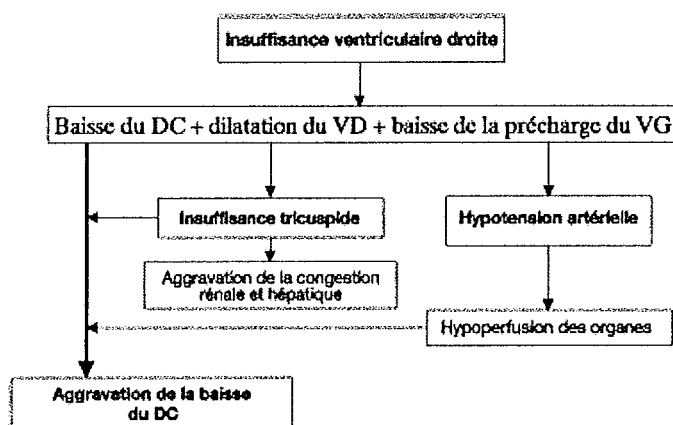 Insuffisance ventriculaire droite
Baisse du DC + dilatation du VD + baisse de la précharge du VG
Insuffisance tricuspide
Hypotension artérielle
Aggravation de la congestion
rénale et hépatique
Hypoperfusion des organes
Aggravation de la baisse
du DC